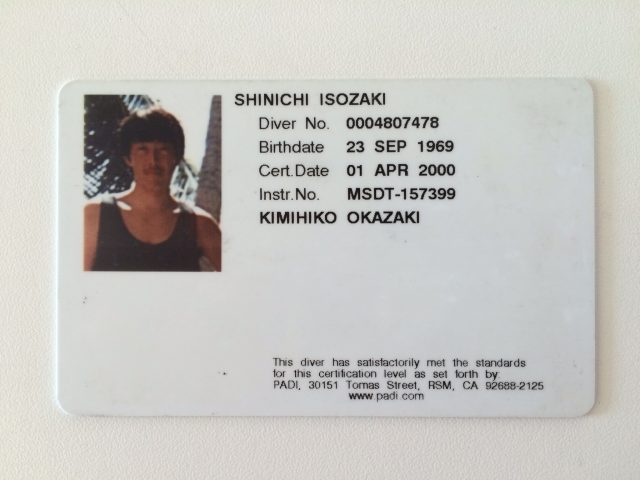 SHINICHI ISOZAKI
Diver No. 0004807478
Birthdate 23 SEP 1969
Cert.Date 01 APR 2000
Instr.No. MSDT-157399
KIMIHIKO OKAZAKI
This diver has satisfactorily met the standards
for this certification level as set forth by:
PADI, 30151 Tomas Street, RSM, CA 92688-2125
www.padi.com